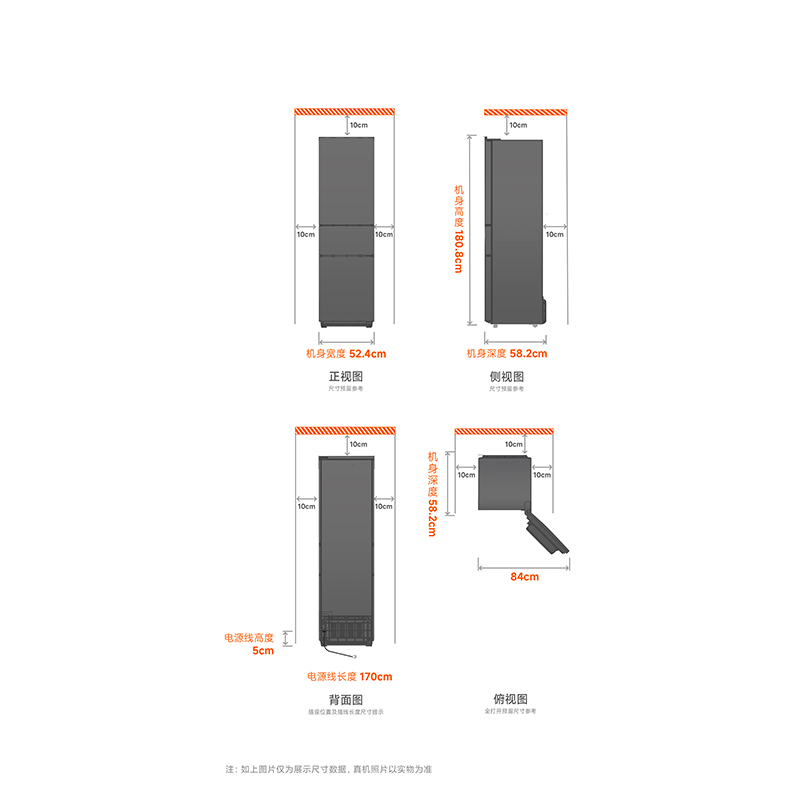 10cm
10cm
10cm
10cm
机身宽度 52.4cm
正视图
尺寸预留参考
10cm
机身高度 180.8cm
10cm
机身深度 58.2cm
侧视图
尺寸预留参考
10cm
10cm
10cm
电源线高度
5cm
电源线长度 170cm
背面图
插座位置及插线长度尺寸提示
10cm
机身深度 58.2cm
10cm
10cm
84cm
俯视图
全打开预留尺寸参考
注：如上图片仅为展示尺寸数据，真机照片以实物为准